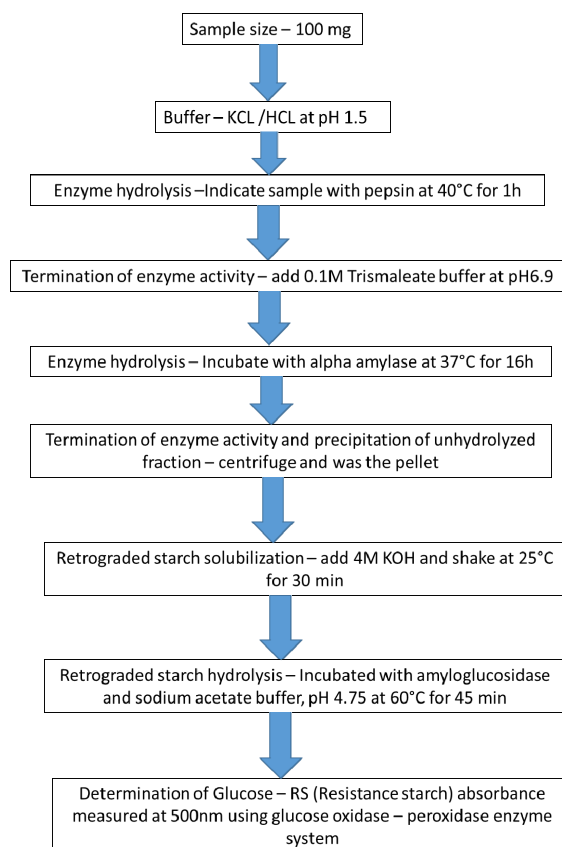 Sample size – 100 mg
Buffer – KCL /HCL at pH 1.5
Enzyme hydrolysis –Indicate sample with pepsin at 40°C for 1h
Termination of enzyme activity – add 0.1M Trismaleate buffer at pH6.9
Enzyme hydrolysis – Incubate with alpha amylase at 37°C for 16h
Termination of enzyme activity and precipitation of unhydrolyzed
fraction – centrifuge and was the pellet
Retrograded starch solubilization – add 4M KOH and shake at 25°C
for 30 min
Retrograded starch hydrolysis – Incubated with amyloglucosidase
and sodium acetate buffer, pH 4.75 at 60°C for 45 min
Determination of Glucose – RS (Resistance starch) absorbance
measured at 500nm using glucose oxidase – peroxidase enzyme
system